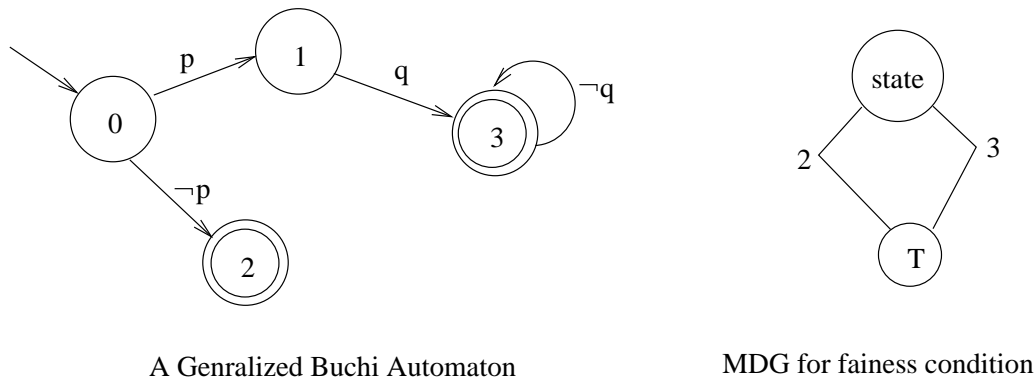 p
1
q
¬q
0
3
¬p
2
state
2
3
T
A Genralized Buchi Automaton
MDG for fainess condition